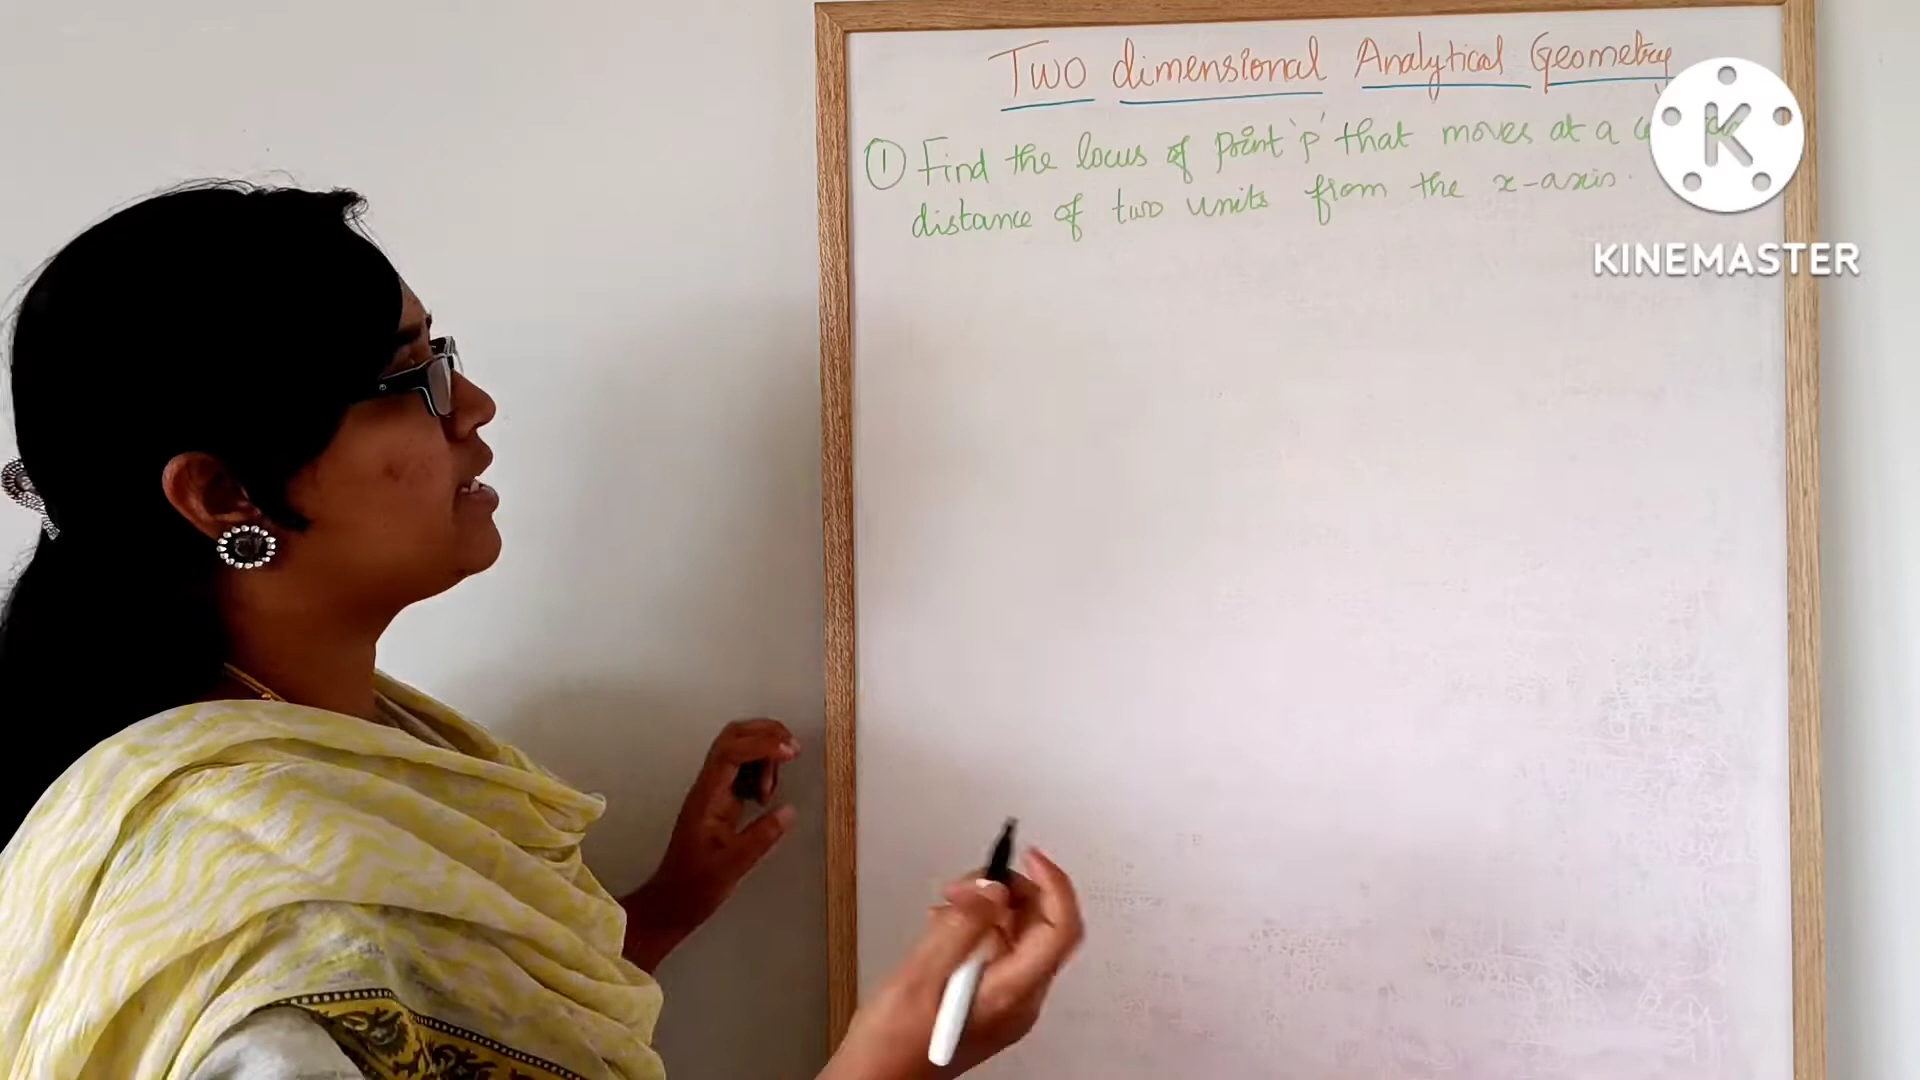 Two dimensional Analytical Geometry
① Find the locus of point 'p' that moves at a
distance of two units from the x-axis.
K
KINEMASTER